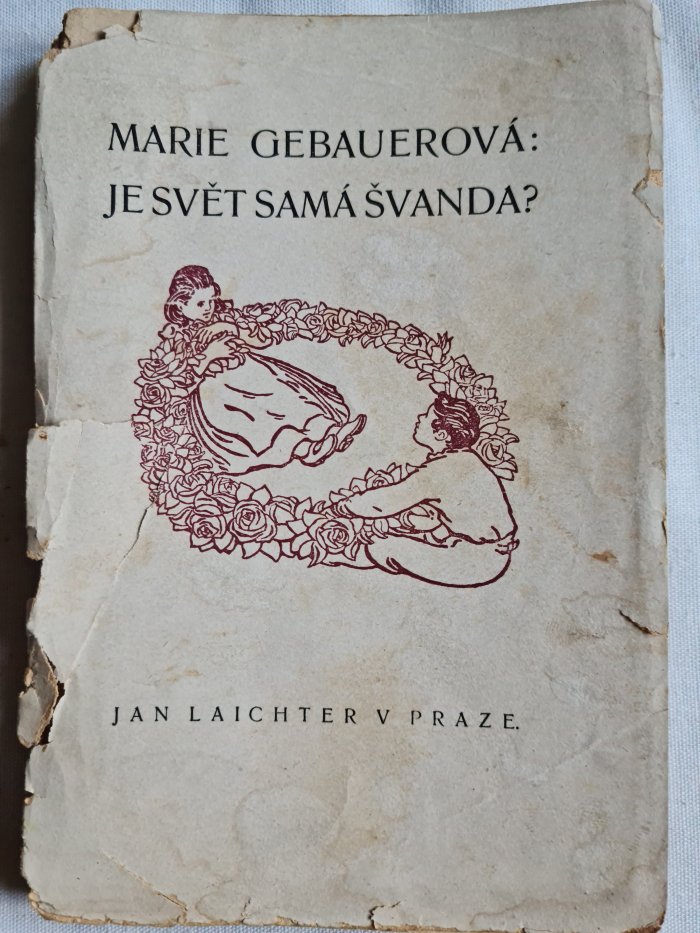 MARIE GEBAUEROVÁ:
JE SVĚT SAMÁ ŠVANDA?
JAN LAICHTER V PRAZE.